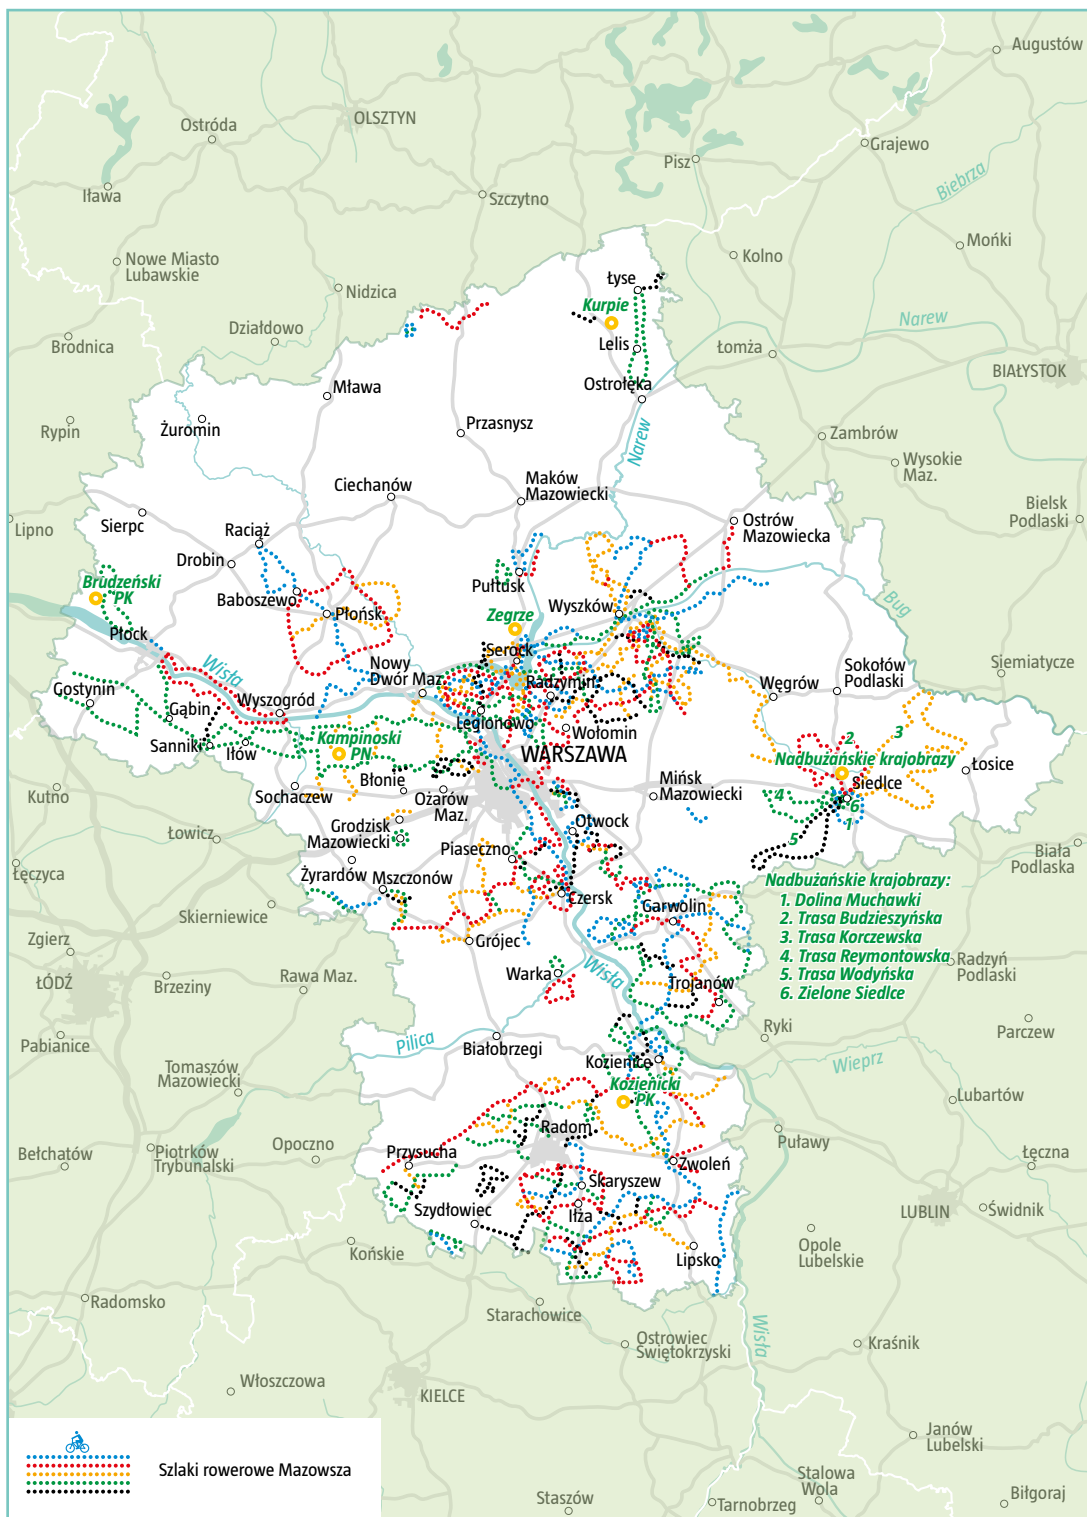 Augustów
OLSZTYN
Ostróda
Grajewo
Pisz
Biebrza
Iława
Szczytno
Mońki
Kolno
Nowe Miasto
Lubawskie
Łyse
Nidzica
Kurpie
Narew
Działdowo
Brodnica
Lelis
Łomża
BIAŁYSTOK
Ostrołęka
Mława
Przasnysz
Rypin
Żuromin
Narew
Zambrów
Wysokie
Maz.
Ciechanów
Maków
Mazowiecki
Bielsk
Podlaski
Sierpc
Lipno
Raciąż
Ostrów
Mazowiecka
Drobin
Brudzeński
PK
Pułtusk
Baboszewo
Płońsk
Wyszków
Bug
Zegrze
Płock
Serock
Wisła
Nowy
Dwór Maz.
Radzymin
Sokołów
Podlaski
Siemiatycze
Gostynin
Wyszogród
Węgrów
Gąbin
Legionowo
Wołomin
3
2
Sanniki
Iłów
Kampinoski
PN
WARSZAWA
Nadbużańskie krajobrazy
Łosice
Błonie
Mińsk
Mazowiecki
Siedlce
Kutno
Sochaczew
Ożarów
Maz.
4
6
1
Łowicz
Grodzisk
Mazowiecki
Otwock
5
Piaseczno
Biała
Podlaska
Łęczyca
Żyrardów
Mszczonów
Nadbużańskie krajobrazy:
1. Dolina Muchawki
2. Trasa Budzieszyńska
3. Trasa Korczewska
4. Trasa Reymontowska
5. Trasa Wodyńska
6. Zielone Siedlce
Czersk
Garwolin
Skierniewice
Zgierz
Grójec
Radzyń
Podlaski
ŁÓDŹ
Brzeziny
Rawa Maz.
Warka
Wisła
Trojanów
Pabianice
Pilica
Białobrzegi
Ryki
Parczew
Wieprz
Kozienice
Tomaszów
Mazowiecki
Kozienicki
PK
Lubartów
Radom
Puławy
Bełchatów
Piotrków
Trybunalski
Opoczno
Przysucha
Zwoleń
Łęczna
Skaryszew
Szydłowiec
Iłża
LUBLIN
Świdnik
Końskie
Lipsko
Opole
Lubelskie
Radomsko
Starachowice
Wisła
Ostrowiec
Świętokrzyski
Kraśnik
Włoszczowa
KIELCE
Janów
Lubelski
Szlaki rowerowe Mazowsza
Stalowa
Wola
Staszów
Tarnobrzeg
Biłgoraj